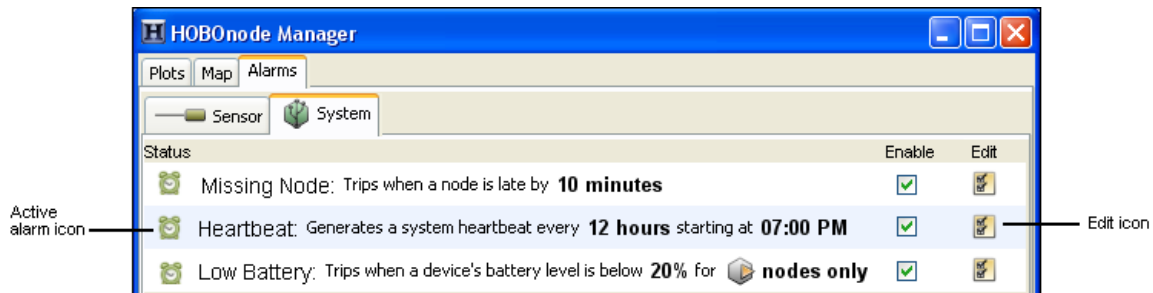 HOBOnode Manager
Plots Map Alarms
Sensor System
Status Enable Edit
Missing Node: Trips when a node is late by 10 minutes
Active
alarm icon
Heartbeat: Generates a system heartbeat every 12 hours starting at 07:00 PM
Edit icon
Low Battery: Trips when a device's battery level is below 20% for nodes only